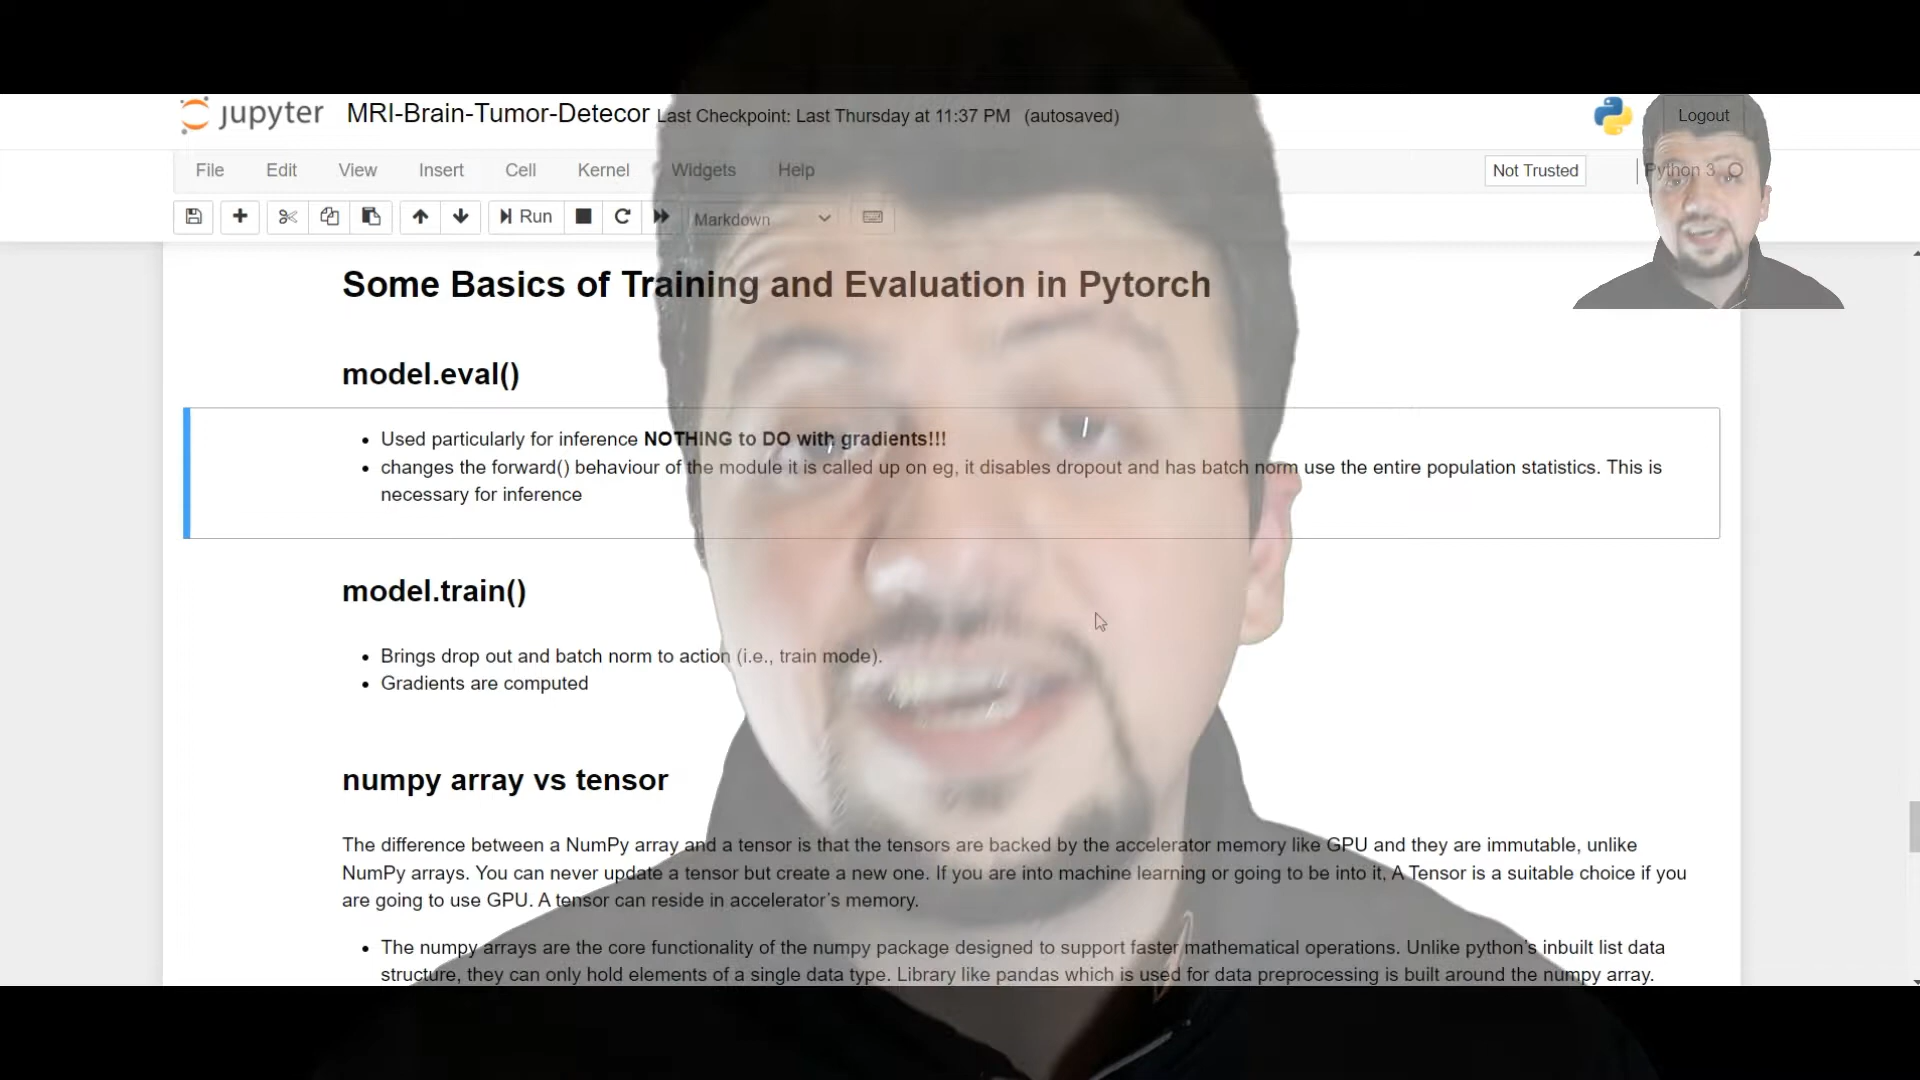 jupyter MRI-Brain-Tumor-Detecor Last Checkpoint: Last Thursday at 11:37 PM (autosaved) Logout
File Edit View Insert Cell Kernel Widgets Help Not Trusted Python 3
Run Markdown
Some Basics of Training and Evaluation in Pytorch
model.eval()
• Used particularly for inference NOTHING to DO with gradients!!!
• changes the forward() behaviour of the module it is called up on eg, it disables dropout and has batch norm use the entire population statistics. This is
necessary for inference
model.train()
• Brings drop out and batch norm to action (i.e., train mode).
• Gradients are computed
numpy array vs tensor
The difference between a NumPy array and a tensor is that the tensors are backed by the accelerator memory like GPU and they are immutable, unlike
NumPy arrays. You can never update a tensor but create a new one. If you are into machine learning or going to be into it, A Tensor is a suitable choice if you
are going to use GPU. A tensor can reside in accelerator’s memory.
• The numpy arrays are the core functionality of the numpy package designed to support faster mathematical operations. Unlike python’s inbuilt list data
structure, they can only hold elements of a single data type. Library like pandas which is used for data preprocessing is built around the numpy array.